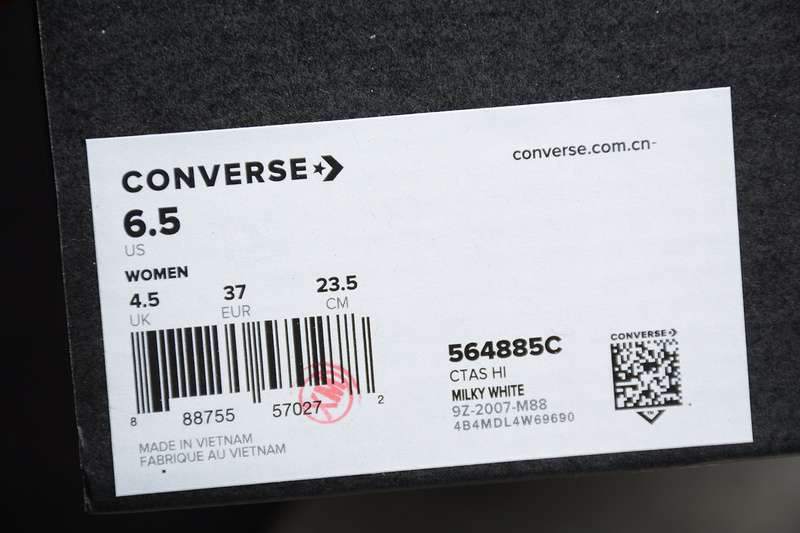 CONVERSE
converse.com.cn-
6.5
US
WOMEN
4.5 37 23.5
UK EUR CM
8 88755 57027 2
MADE IN VIETNAM
FABRIQUE AU VIETNAM
564885C
CTAS HI
MILKY WHITE
9Z-2007-M88
4B4MDL4W69690
CONVERSE
TM